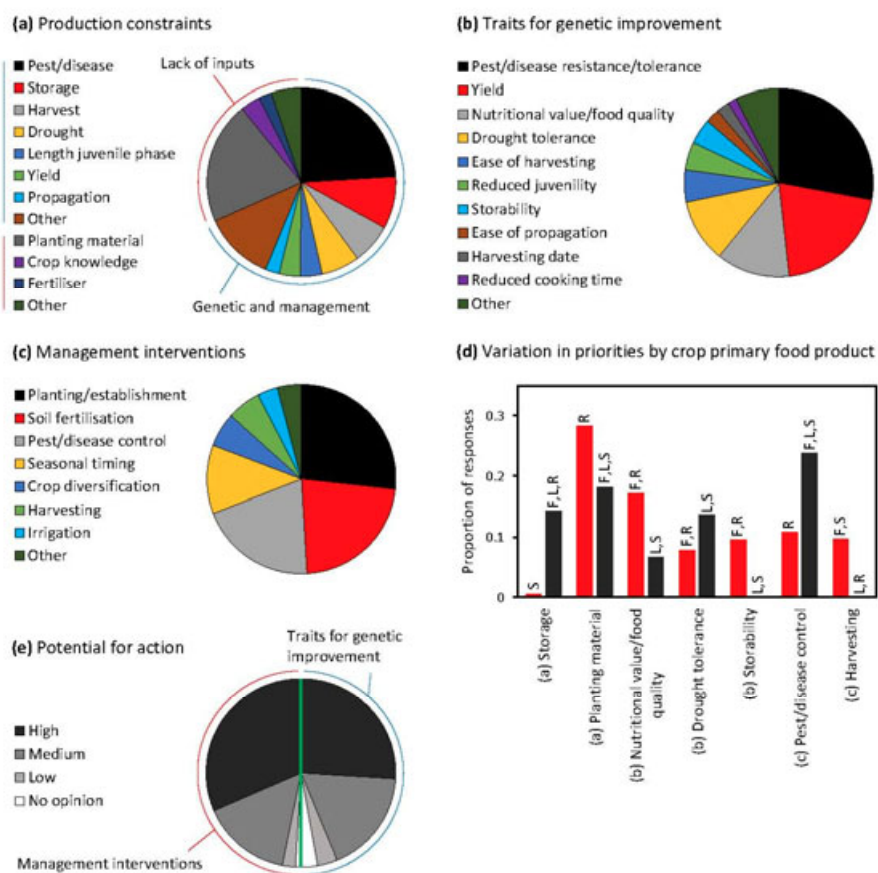 (a) Production constraints
Lack of inputs
Pest/disease
Storage
Harvest
Drought
Length juvenile phase
Yield
Propagation
Other
Planting material
Crop knowledge
Fertiliser
Other
Genetic and management
(b) Traits for genetic improvement
Pest/disease resistance/tolerance
Yield
Nutritional value/food quality
Drought tolerance
Ease of harvesting
Reduced juvenility
Storability
Ease of propagation
Harvesting date
Reduced cooking time
Other
(c) Management interventions
Planting/establishment
Soil fertilisation
Pest/disease control
Seasonal timing
Crop diversification
Harvesting
Irrigation
Other
(d) Variation in priorities by crop primary food product
Proportion of responses
0.3
0.2
0.1
0
S
F,L,R
R
F,L,S
F,R
L,S
F,R
L,S
F,R
L,S
R
F,L,S
F,S
L,R
(a) Storage
(a) Planting material
(b) Nutritional value/food
quality
(b) Drought tolerance
(b) Storability
(c) Pest/disease control
(c) Harvesting
(e) Potential for action
Traits for genetic
improvement
High
Medium
Low
No opinion
Management interventions